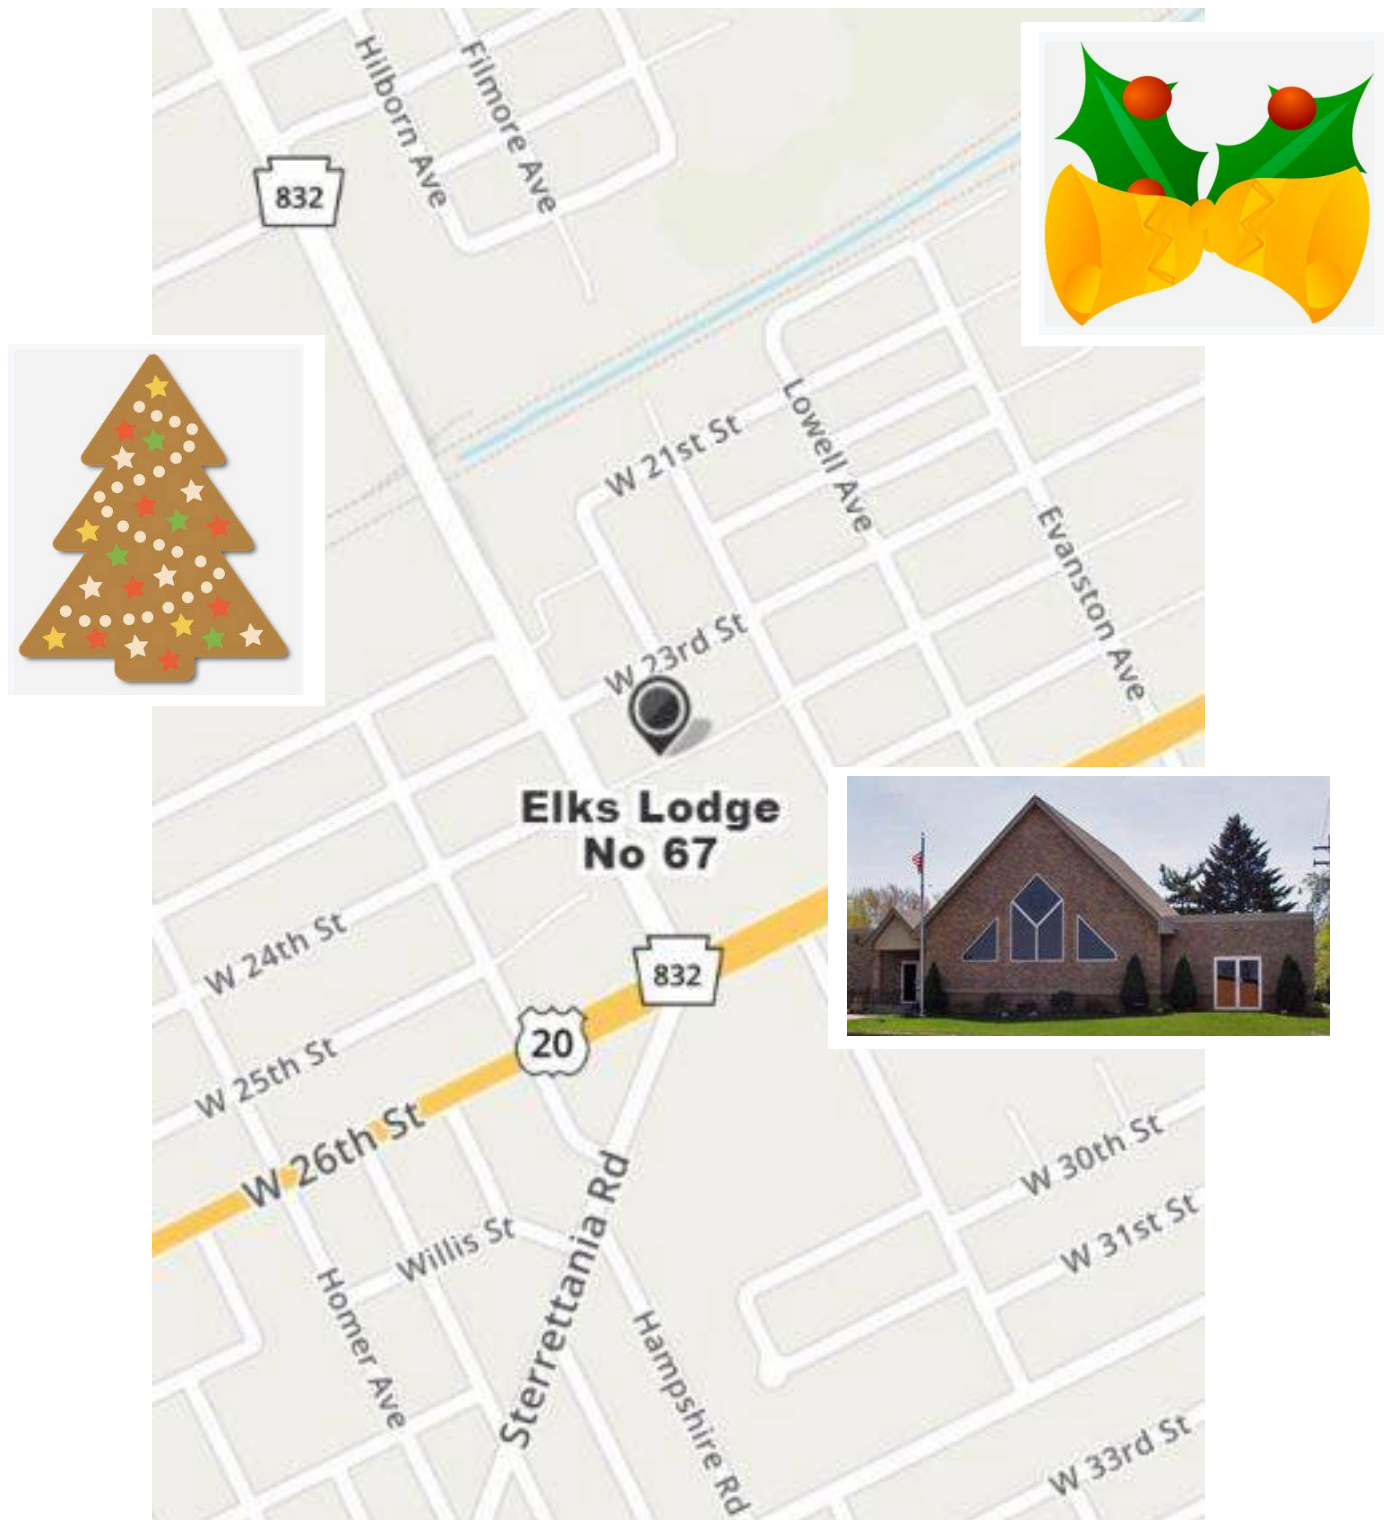 Hilborn Ave
Filmore Ave
832
W 21st St
Lowell Ave
Evanston Ave
W 23rd St
Elks Lodge
No 67
W 24th St
832
20
W 25th St
W 26th St
W 30th St
Willis St
W 31st St
Sterrettania Rd
Homer Ave
Hampshire Rd
W 33rd St